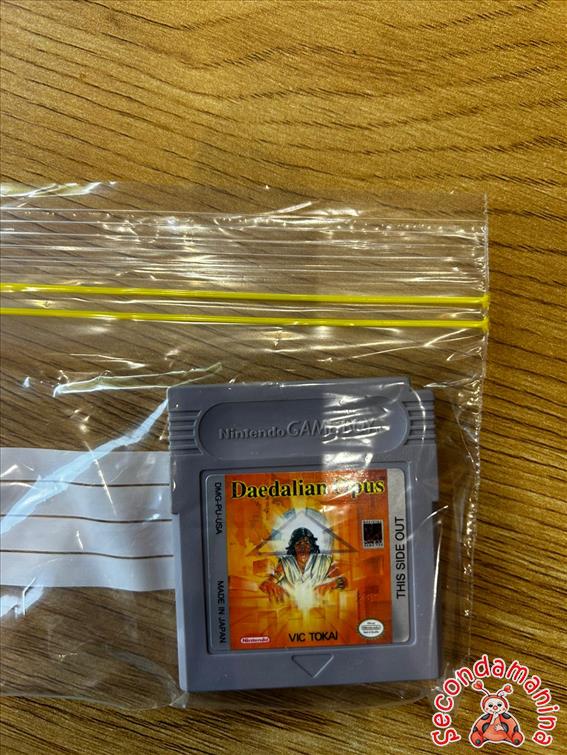 Nintendo GAME BOY
Daedalian Opus
DMG-PU-USA
MADE IN JAPAN
THIS SIDE OUT
Nintendo
VIC TOKAI
secondamanina